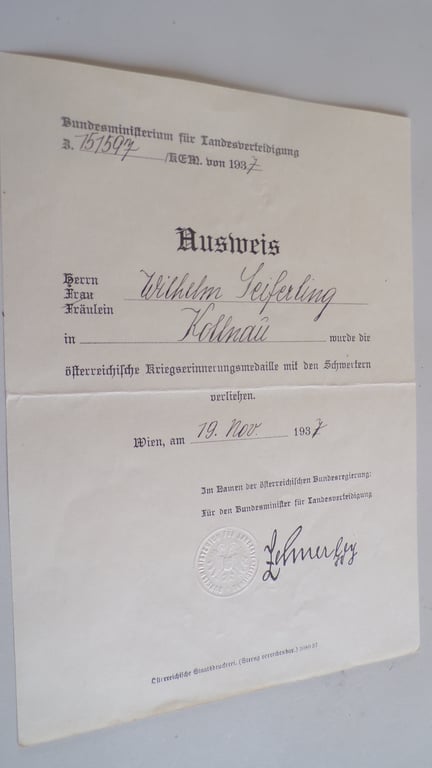 Bundesministerium für Landesverteidigung
Z. 151597 /KEM. von 1937
Ausweis
Herrn
Frau Wilhelm Seiferling
Fräulein
in Kollnau wurde die
österreichische Kriegserinnerungsmedaille mit den Schwertern
verliehen.
Wien, am 19. Nov. 1937
Im Namen der österreichischen Bundesregierung:
Für den Bundesminister für Landesverteidigung
Österreichische Staatsdruckerei. (Streng verrechenbar.)